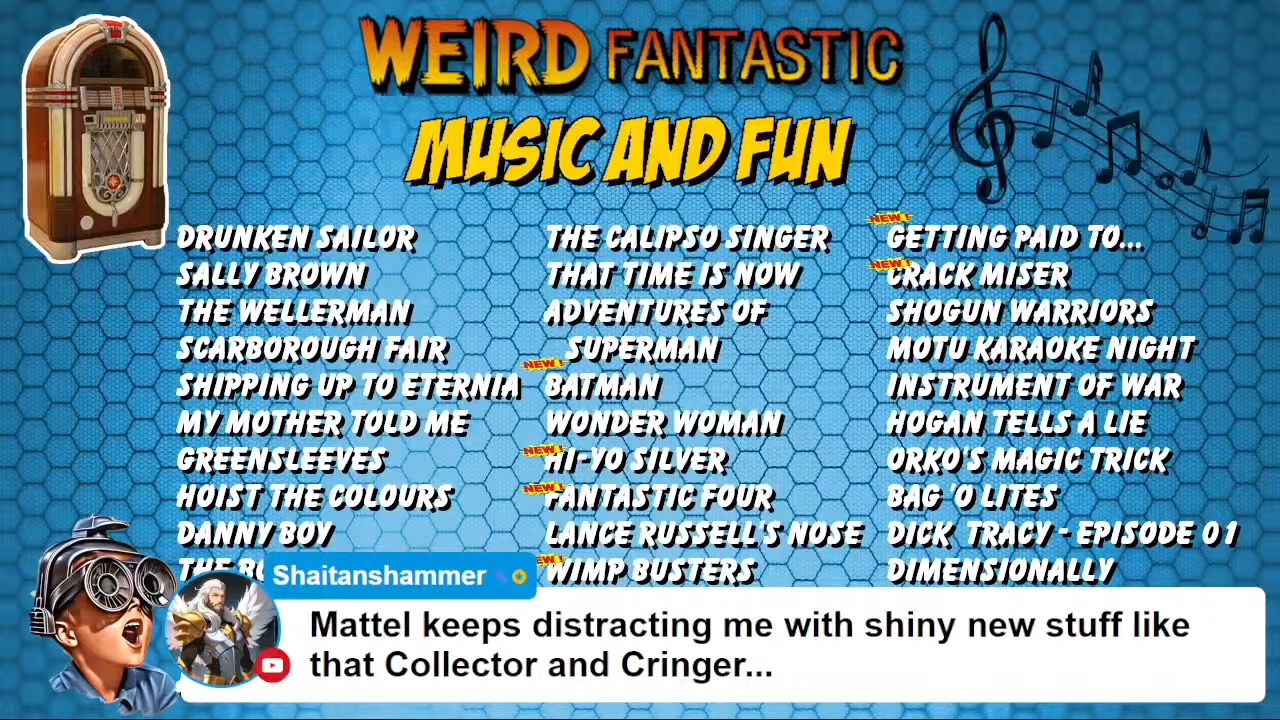 WEIRD FANTASTIC
MUSIC AND FUN
DRUNKEN SAILOR
SALLY BROWN
THE WELLERMAN
SCARBOROUGH FAIR
SHIPPING UP TO ETERNIA
MY MOTHER TOLD ME
GREENSLEEVES
HOIST THE COLOURS
DANNY BOY
THE
THE CALIPSO SINGER
THAT TIME IS NOW
ADVENTURES OF
SUPERMAN
NEW!
BATMAN
WONDER WOMAN
NEW!
HI-YO SILVER
NEW!
FANTASTIC FOUR
LANCE RUSSELL'S NOSE
NEW!
WIMP BUSTERS
NEW!
GETTING PAID TO...
NEW!
CRACK MISER
SHOGUN WARRIORS
MOTU KARAOKE NIGHT
INSTRUMENT OF WAR
HOGAN TELLS A LIE
ORKO'S MAGIC TRICK
BAG 'O LITES
DICK TRACY - EPISODE 01
DIMENSIONALLY
Shaitanshammer
Mattel keeps distracting me with shiny new stuff like
that Collector and Cringer...